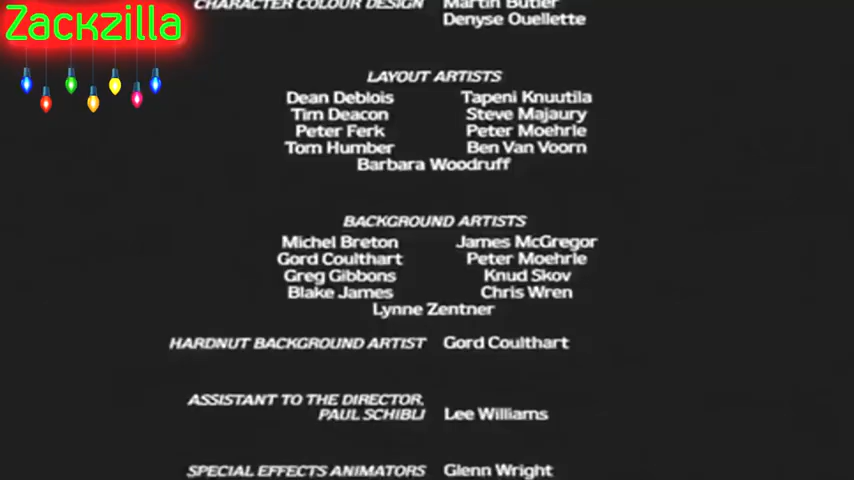 Zackzilla
CHARACTER COLOUR DESIGN Martin Butler
Denyse Ouellette
LAYOUT ARTISTS
Dean Deblois Tapeni Knuutila
Tim Deacon Steve Majaury
Peter Ferk Peter Moehrle
Tom Humber Ben Van Voorn
Barbara Woodruff
BACKGROUND ARTISTS
Michel Breton James McGregor
Gord Coulthart Peter Moehrle
Greg Gibbons Knud Skov
Blake James Chris Wren
Lynne Zentner
HARDNUT BACKGROUND ARTIST Gord Coulthart
ASSISTANT TO THE DIRECTOR,
PAUL SCHIBLI Lee Williams
SPECIAL EFFECTS ANIMATORS Glenn Wright